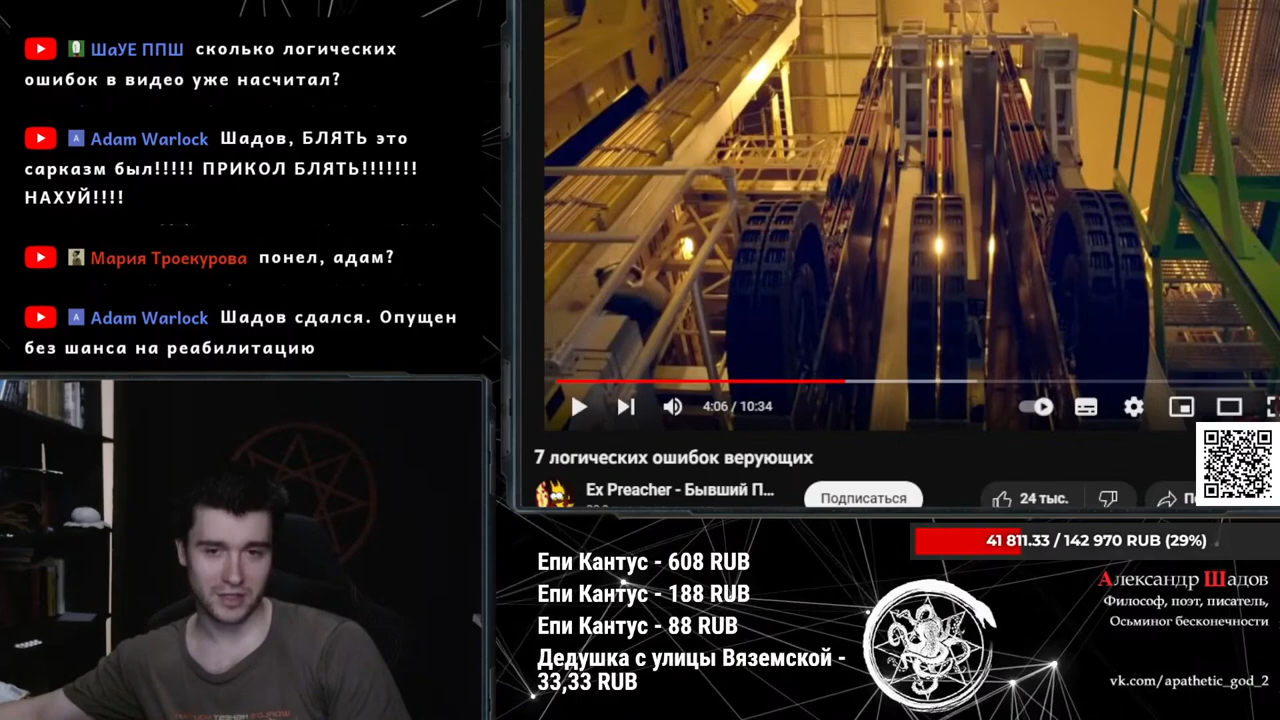 ШаУЕ ППШ сколько логических
ошибок в видео уже насчитал?
Adam Warlock Шадов, БЛЯТЬ это
сарказм был!!!!! ПРИКОЛ БЛЯТЬ!!!!!!!
НАХУЙ!!!!
Мария Троекурова понел, адам?
Adam Warlock Шадов сдался. Опущен
без шанса на реабилитацию
4:06 / 10:34
7 логических ошибок верующих
Ex Preacher - Бывший П...
Подписаться
24 тыс.
41 811.33 / 142 970 RUB (29%)
Епи Кантус - 608 RUB
Епи Кантус - 188 RUB
Епи Кантус - 88 RUB
Дедушка с улицы Вяземской -
33,33 RUB
Александр Шадов
Философ, поэт, писатель,
Осьминог бесконечности
vk.com/apathetic_god_2